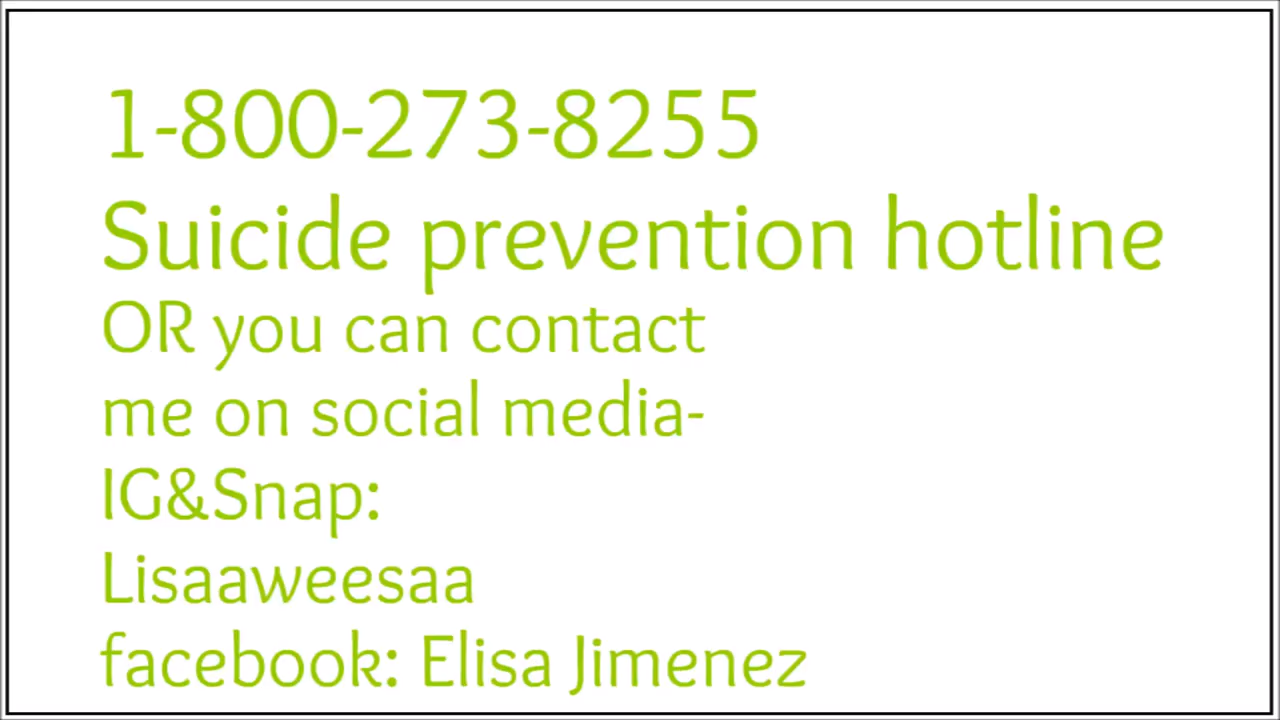 1-800-273-8255
Suicide prevention hotline
OR you can contact
me on social media-
IG&Snap:
Lisaaweesaa
facebook: Elisa Jimenez